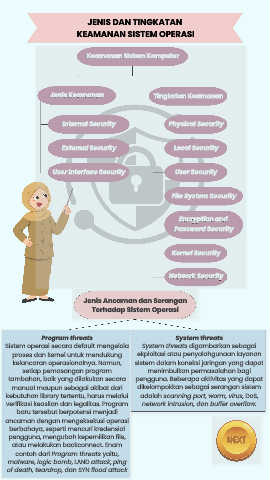 JENIS DAN TINGKATAN
KEAMANAN SISTEM OPERASI
Keamanan Sistem Komputer
Jenis Keamanan
Tingkatan Keamanan
Internal Security
Physical Security
External Security
Local Security
User Interface Security
User Security
File System Security
Encryption and
Password Security
Kernel Security
Network Security
Jenis Ancaman dan Serangan
Terhadap Sistem Operasi
Program threats
Sistem operasi secara default mengelola
proses dan kernel untuk mendukung
kelancaran operasionalnya. Namun,
setiap pemasangan program
tambahan, baik yang dilakukan secara
manual maupun sebagai akibat dari
kebutuhan library tertentu, harus melalui
verifikasi keaslian dan legalitas. Program
baru tersebut berpotensi menjadi
ancaman dengan mengeksekusi operasi
berbahaya, seperti mencuri kredensial
pengguna, mengubah kepemilikan file,
atau melakukan backconnect. Enam
contoh dari Program threats yaitu,
malware, logic bomb, LAND attack, ping
of death, teardrop, dan SYN flood attack
System threats
System threats digambarkan sebagai
eksploitasi atau penyalahgunaan layanan
sistem dalam koneksi jaringan yang dapat
menimbulkan permasalahan bagi
pengguna. Beberapa aktivitas yang dapat
dikelompokkan sebagai serangan sistem
adalah scanning port, worm, virus, DoS,
network intrusion, dan buffer overflow.
NEXT